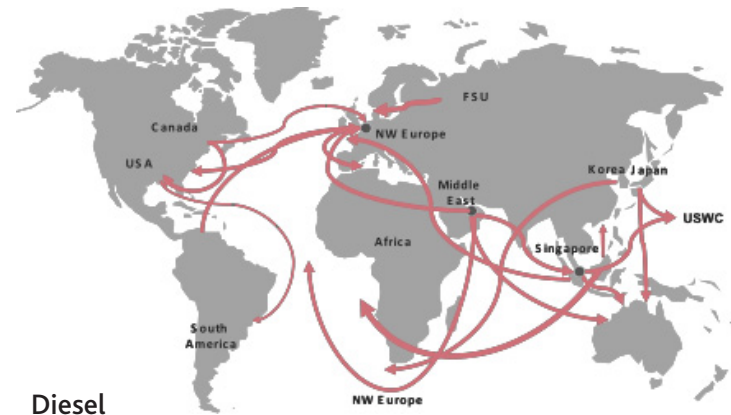 FSU
Canada
NW Europe
USA
Korea Japan
Middle
East
USWC
Africa
Singapore
South
America
NW Europe
Diesel